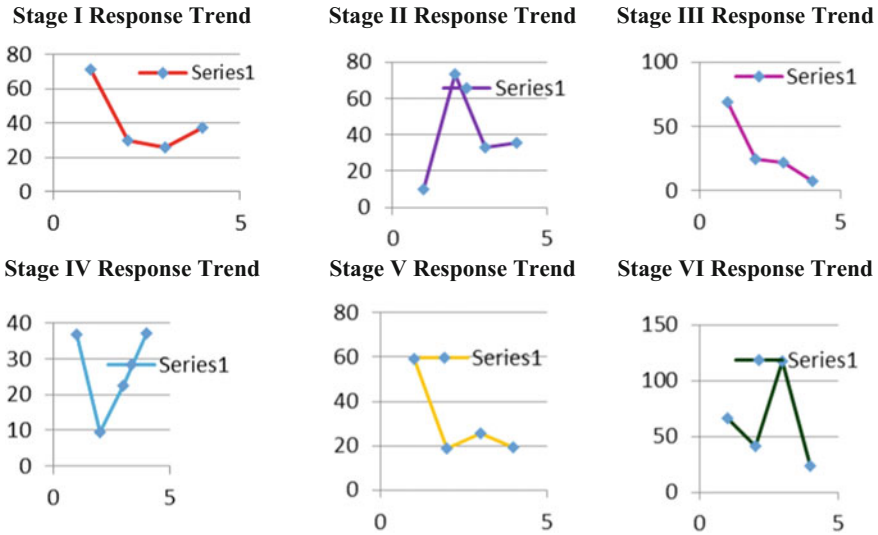 Stage I Response Trend
80
60
40
20
0
0 5
Series1
Stage II Response Trend
80
60
40
20
0
0 5
Series1
Stage III Response Trend
100
50
0
0 5
Series1
Stage IV Response Trend
40
30
20
10
0
0 5
Series1
Stage V Response Trend
80
60
40
20
0
0 5
Series1
Stage VI Response Trend
150
100
50
0
0 5
Series1